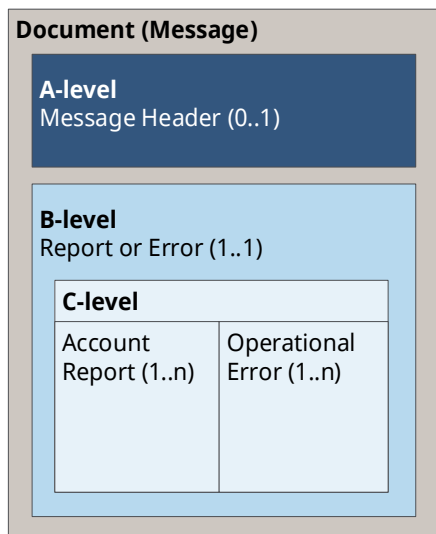 Document (Message)
A-level
Message Header (0..1)
B-level
Report or Error (1..1)
C-level
Account
Report (1..n)
Operational
Error (1..n)